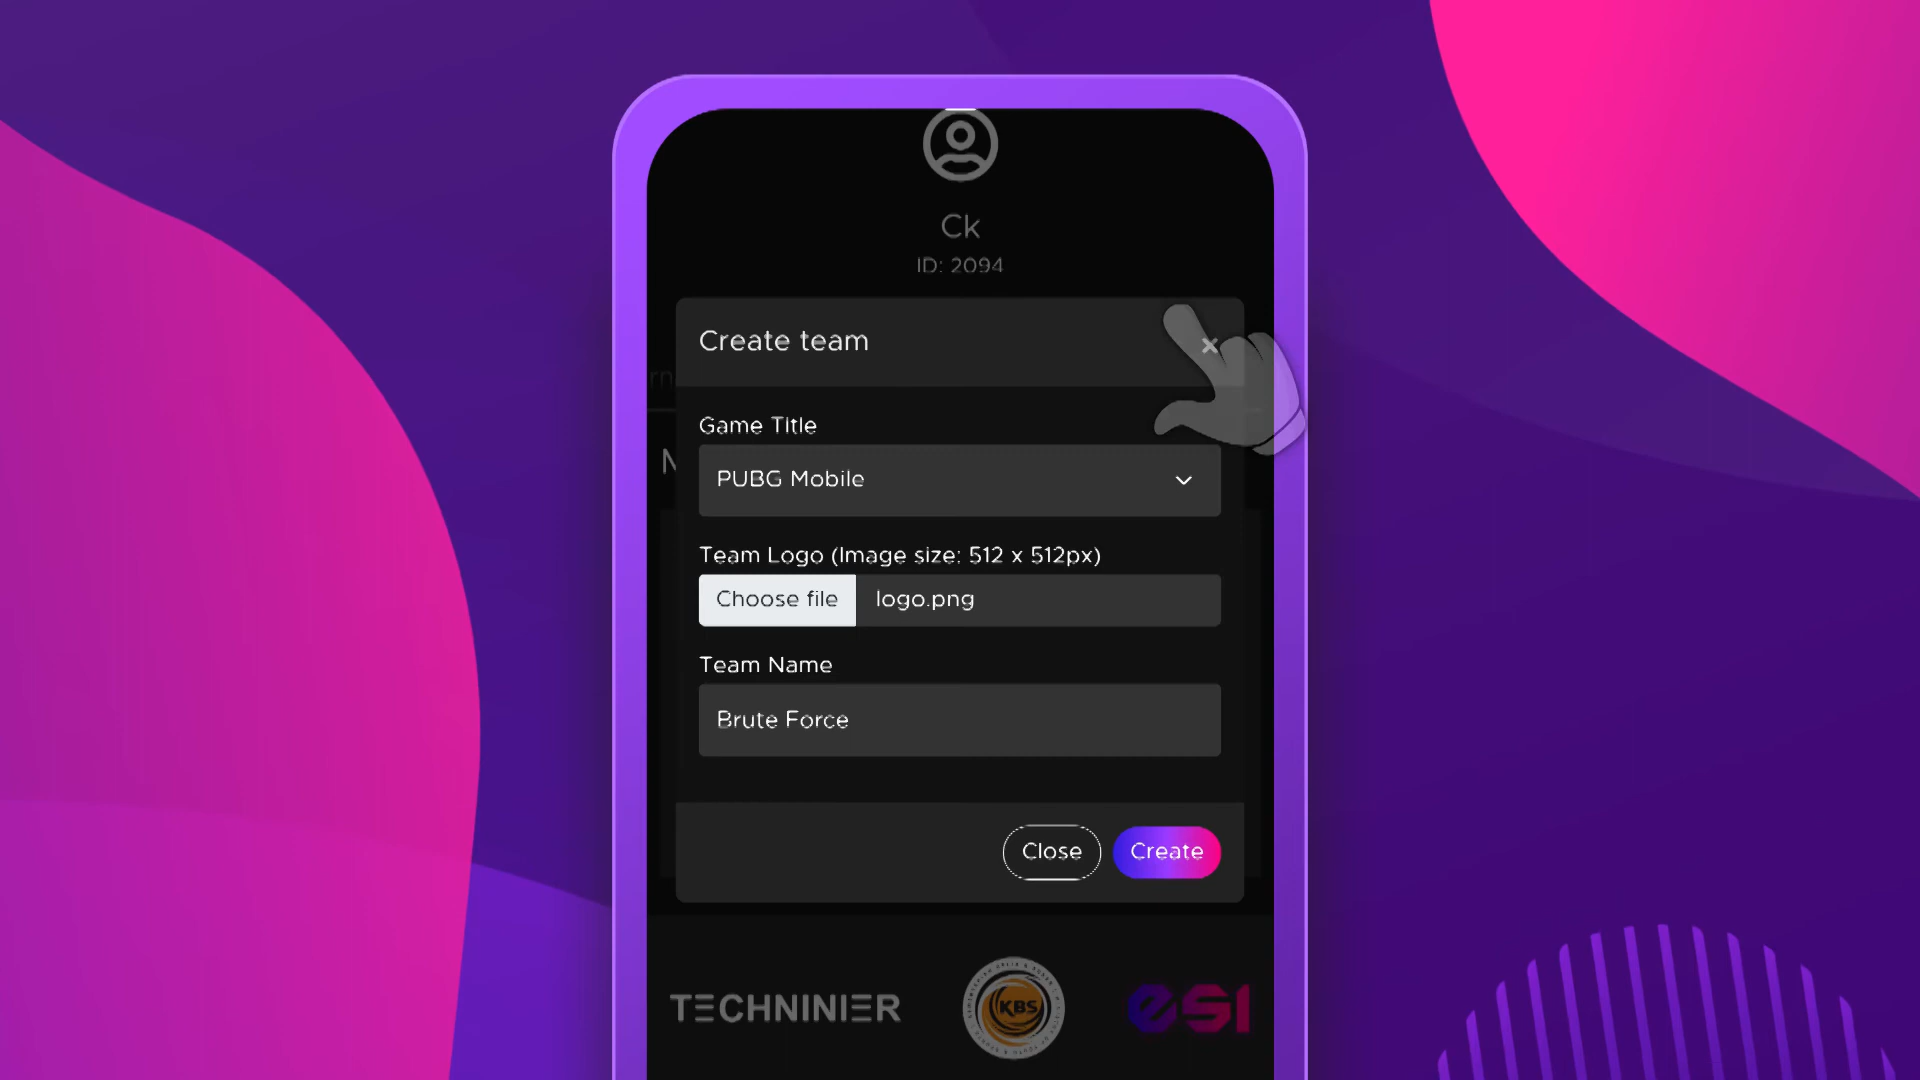 Ck
ID: 2094
Create team
Game Title
PUBG Mobile
Team Logo (Image size: 512 x 512px)
Choose file logo.png
Team Name
Brute Force
Close Create
TECHNINIER KBS esi